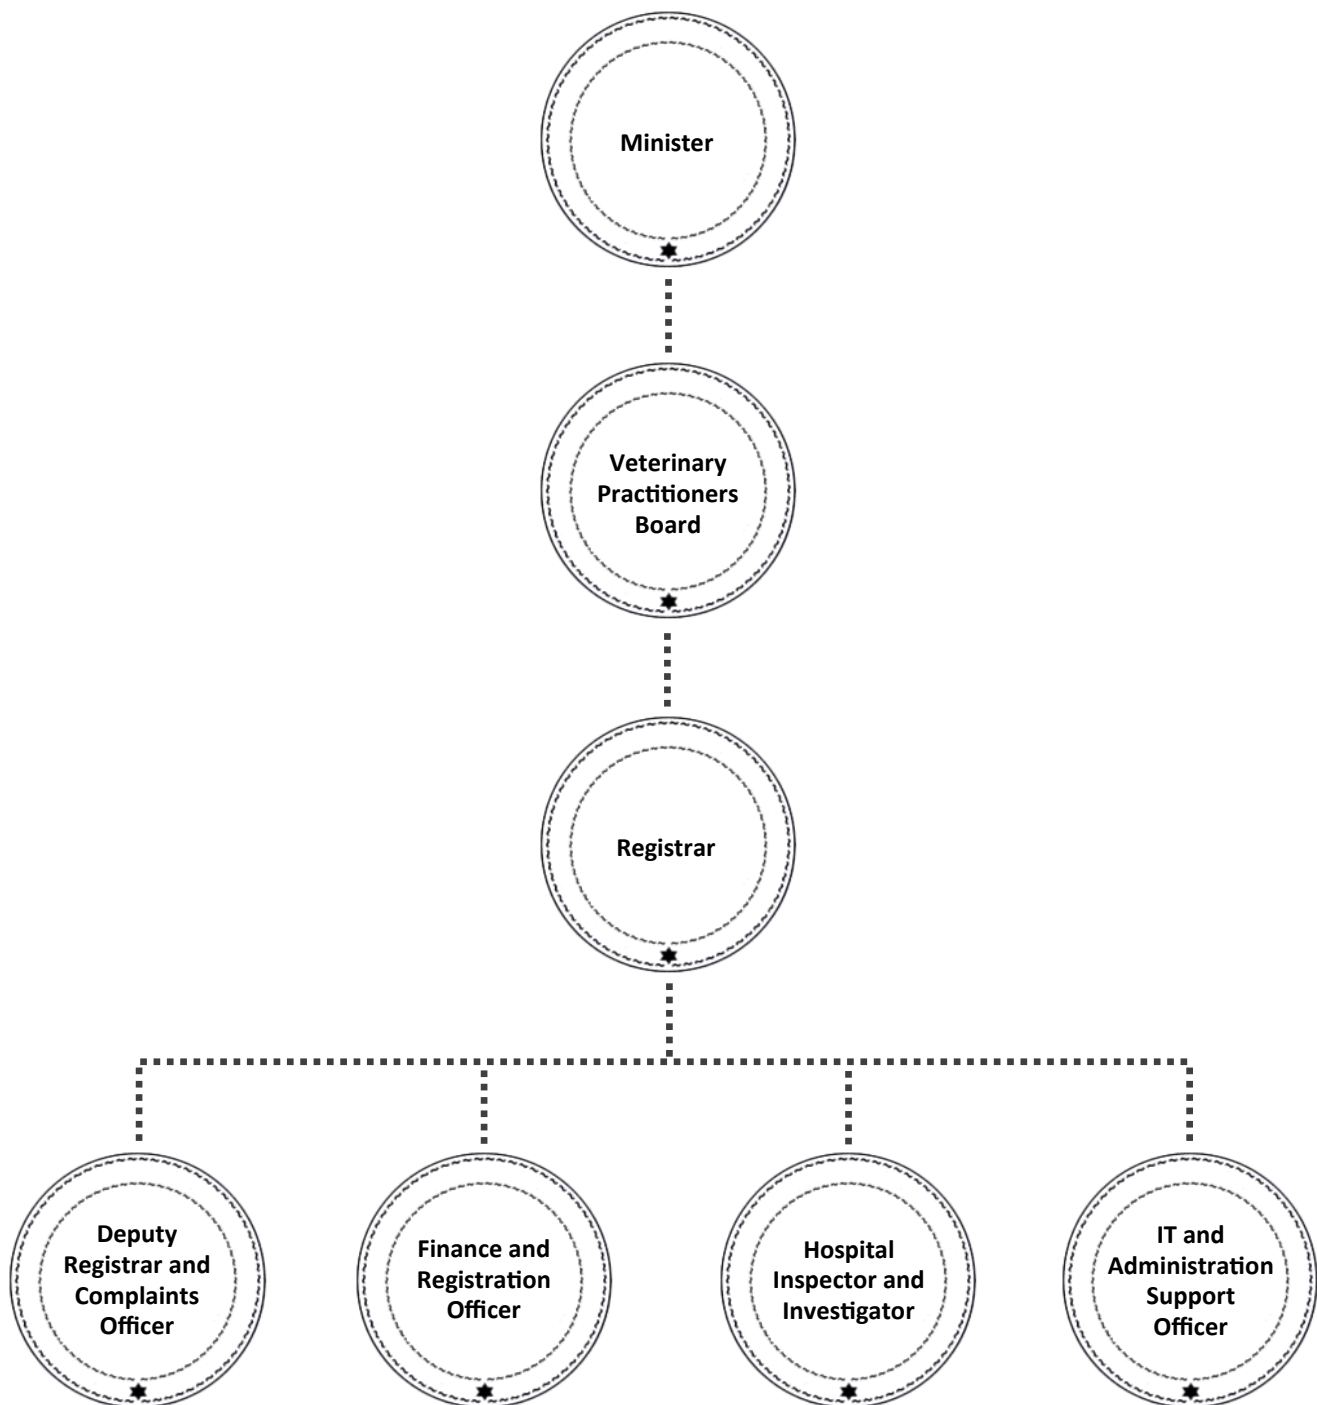 Minister
Veterinary
Practitioners
Board
Registrar
Deputy
Registrar and
Complaints
Officer
Finance and
Registration
Officer
Hospital
Inspector and
Investigator
IT and
Administration
Support
Officer